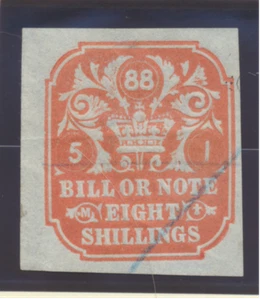 88
5 1
BILL OR NOTE
M EIGHT
SHILLINGS